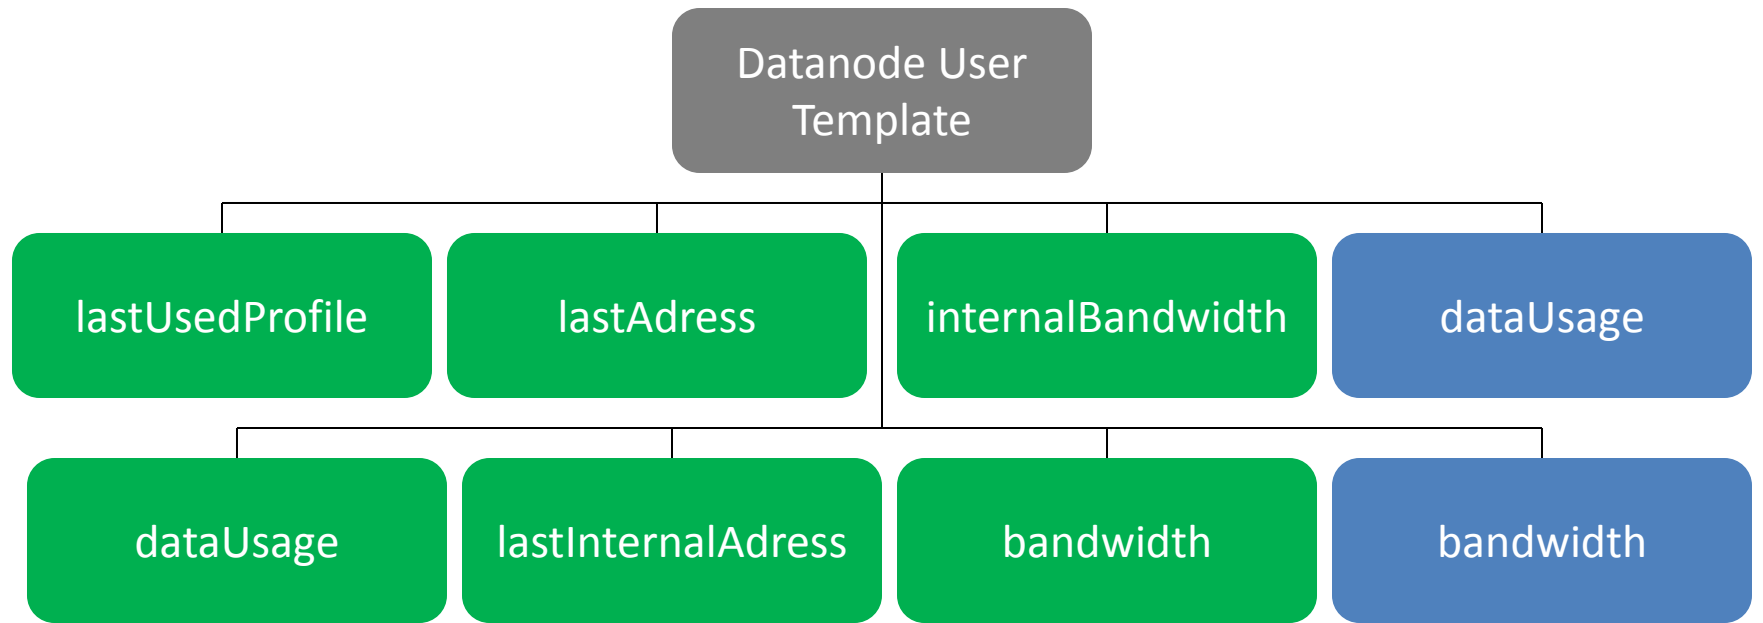 Datanode User
Template
lastUsedProfile
lastAdress
internalBandwidth
dataUsage
dataUsage
lastInternalAdress
bandwidth
bandwidth